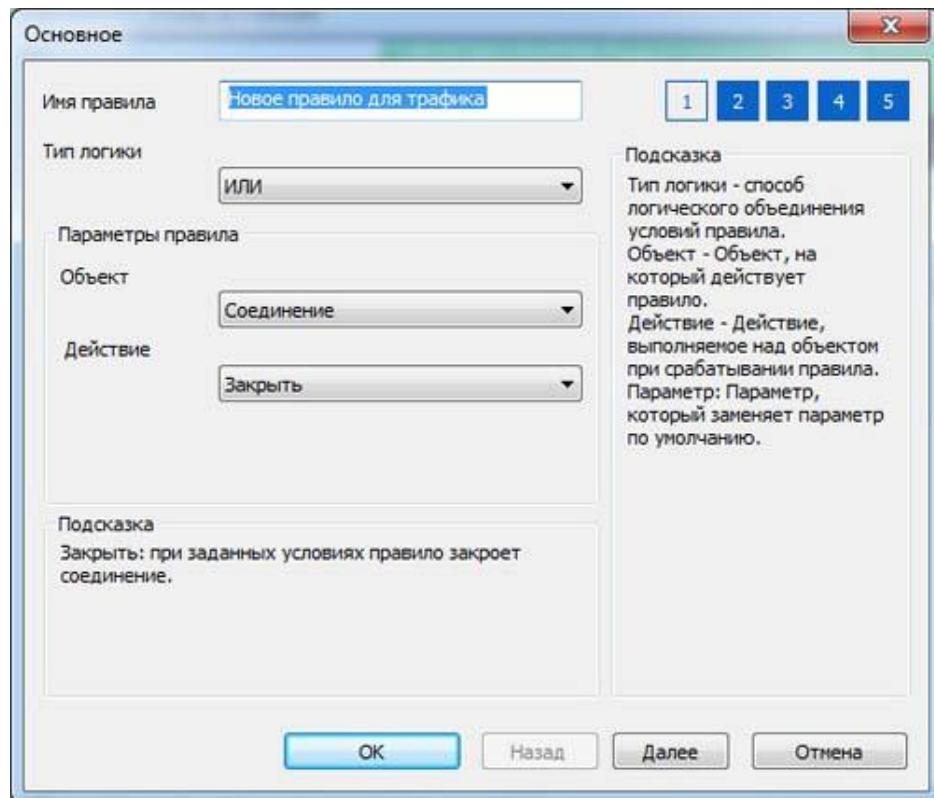 Основное
Имя правила
Новое правило для трафика
1 2 3 4 5
Тип логики
ИЛИ
Параметры правила
Объект
Соединение
Действие
Закрыть
Подсказка
Закрыть: при заданных условиях правило закроет
соединение.
Подсказка
Тип логики - способ
логического объединения
условий правила.
Объект - Объект, на
который действует
правило.
Действие - Действие,
выполняемое над объектом
при срабатывании правила.
Параметр: Параметр,
который заменяет параметр
по умолчанию.
OK
Назад
Далее
Отмена